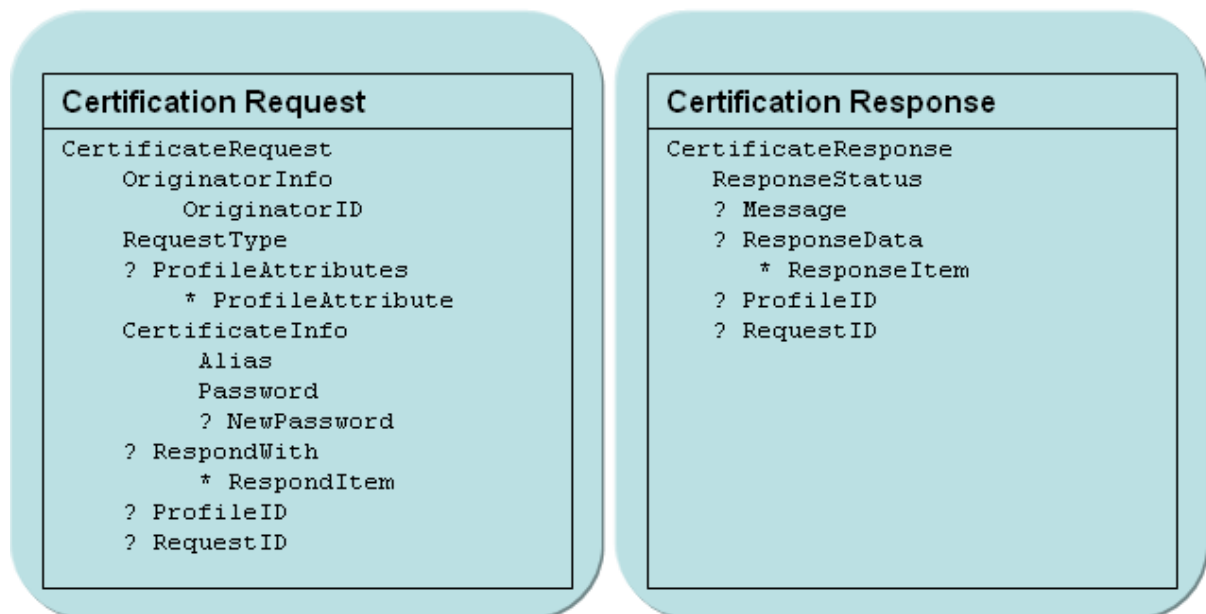 Certification Request
CertificateRequest
OriginatorInfo
OriginatorID
RequestType
? ProfileAttributes
* ProfileAttribute
CertificateInfo
Alias
Password
? NewPassword
? RespondWith
* RespondItem
? ProfileID
? RequestID
Certification Response
CertificateResponse
ResponseStatus
? Message
? ResponseData
* ResponseItem
? ProfileID
? RequestID